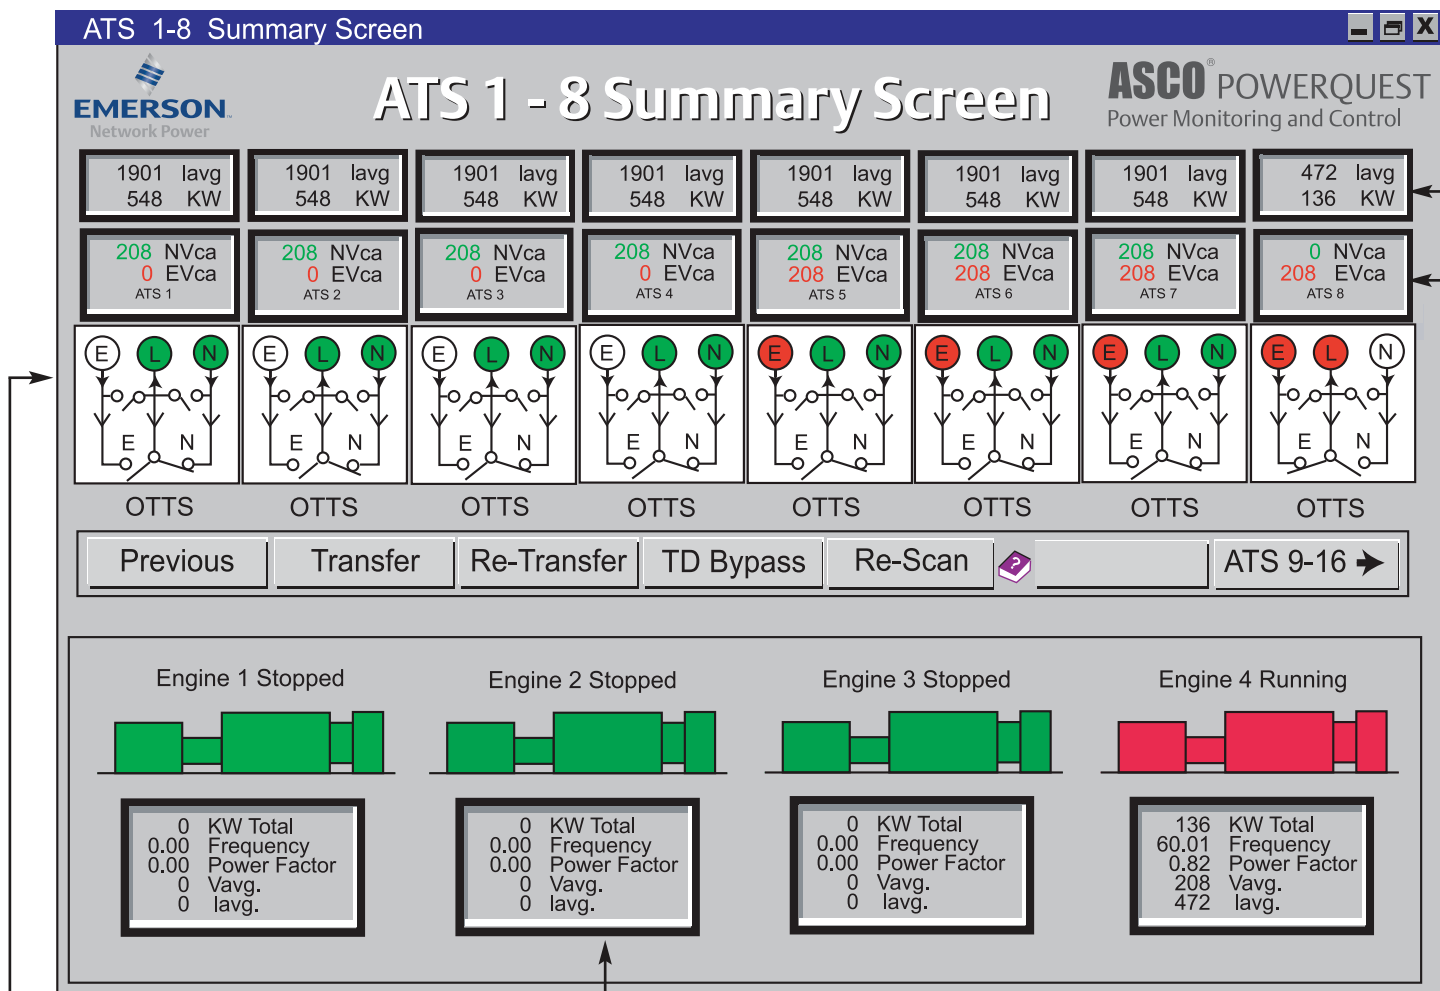 ATS 1-8 Summary Screen
X
EMERSON
Network Power
ATS 1 - 8 Summary Screen
ASCO® POWERQUEST
Power Monitoring and Control
1901 Iavg
548 KW
1901 Iavg
548 KW
1901 Iavg
548 KW
1901 Iavg
548 KW
1901 Iavg
548 KW
1901 Iavg
548 KW
1901 Iavg
548 KW
472 Iavg
136 KW
208 NVca
0 EVca
ATS 1
208 NVca
0 EVca
ATS 2
208 NVca
0 EVca
ATS 3
208 NVca
0 EVca
ATS 4
208 NVca
208 EVca
ATS 5
208 NVca
208 EVca
ATS 6
208 NVca
208 EVca
ATS 7
0 NVca
208 EVca
ATS 8
E L N
E N
E L N
E N
E L N
E N
E L N
E N
E L N
E N
E L N
E N
E L N
E N
E L N
E N
OTTS OTTS OTTS OTTS OTTS OTTS OTTS OTTS
Previous Transfer Re-Transfer TD Bypass Re-Scan ? ATS 9-16
Engine 1 Stopped
0 KW Total
0.00 Frequency
0.00 Power Factor
0 Vavg.
0 Iavg.
Engine 2 Stopped
0 KW Total
0.00 Frequency
0.00 Power Factor
0 Vavg.
0 Iavg.
Engine 3 Stopped
0 KW Total
0.00 Frequency
0.00 Power Factor
0 Vavg.
0 Iavg.
Engine 4 Running
136 KW Total
60.01 Frequency
0.82 Power Factor
208 Vavg.
472 Iavg.